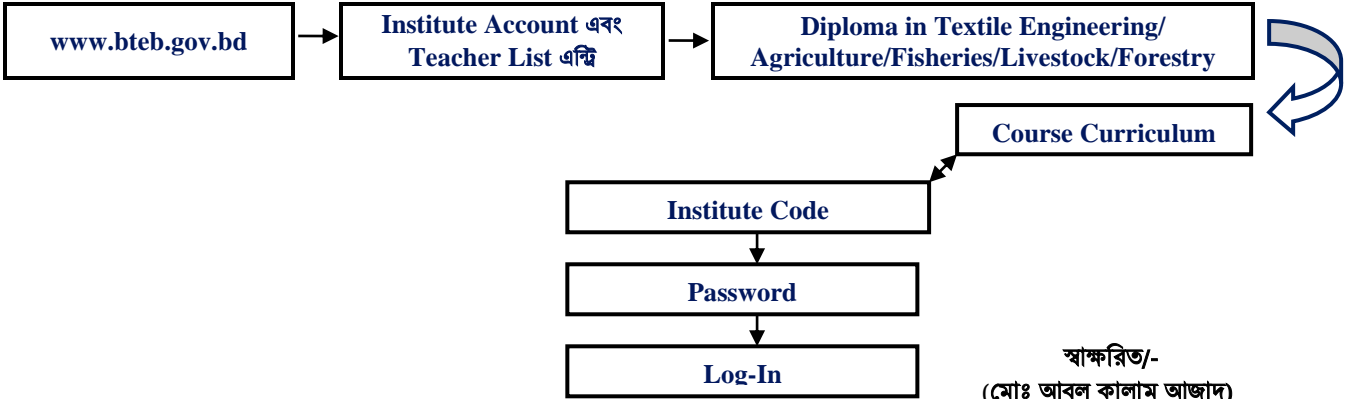 www.bteb.gov.bd
Institute Account এবং
Teacher List এন্ট্রি
Diploma in Textile Engineering/
Agriculture/Fisheries/Livestock/Forestry
Course Curriculum
Institute Code
Password
Log-In
স্বাক্ষরিত/-
(মোঃ আবুল কালাম আজাদ)